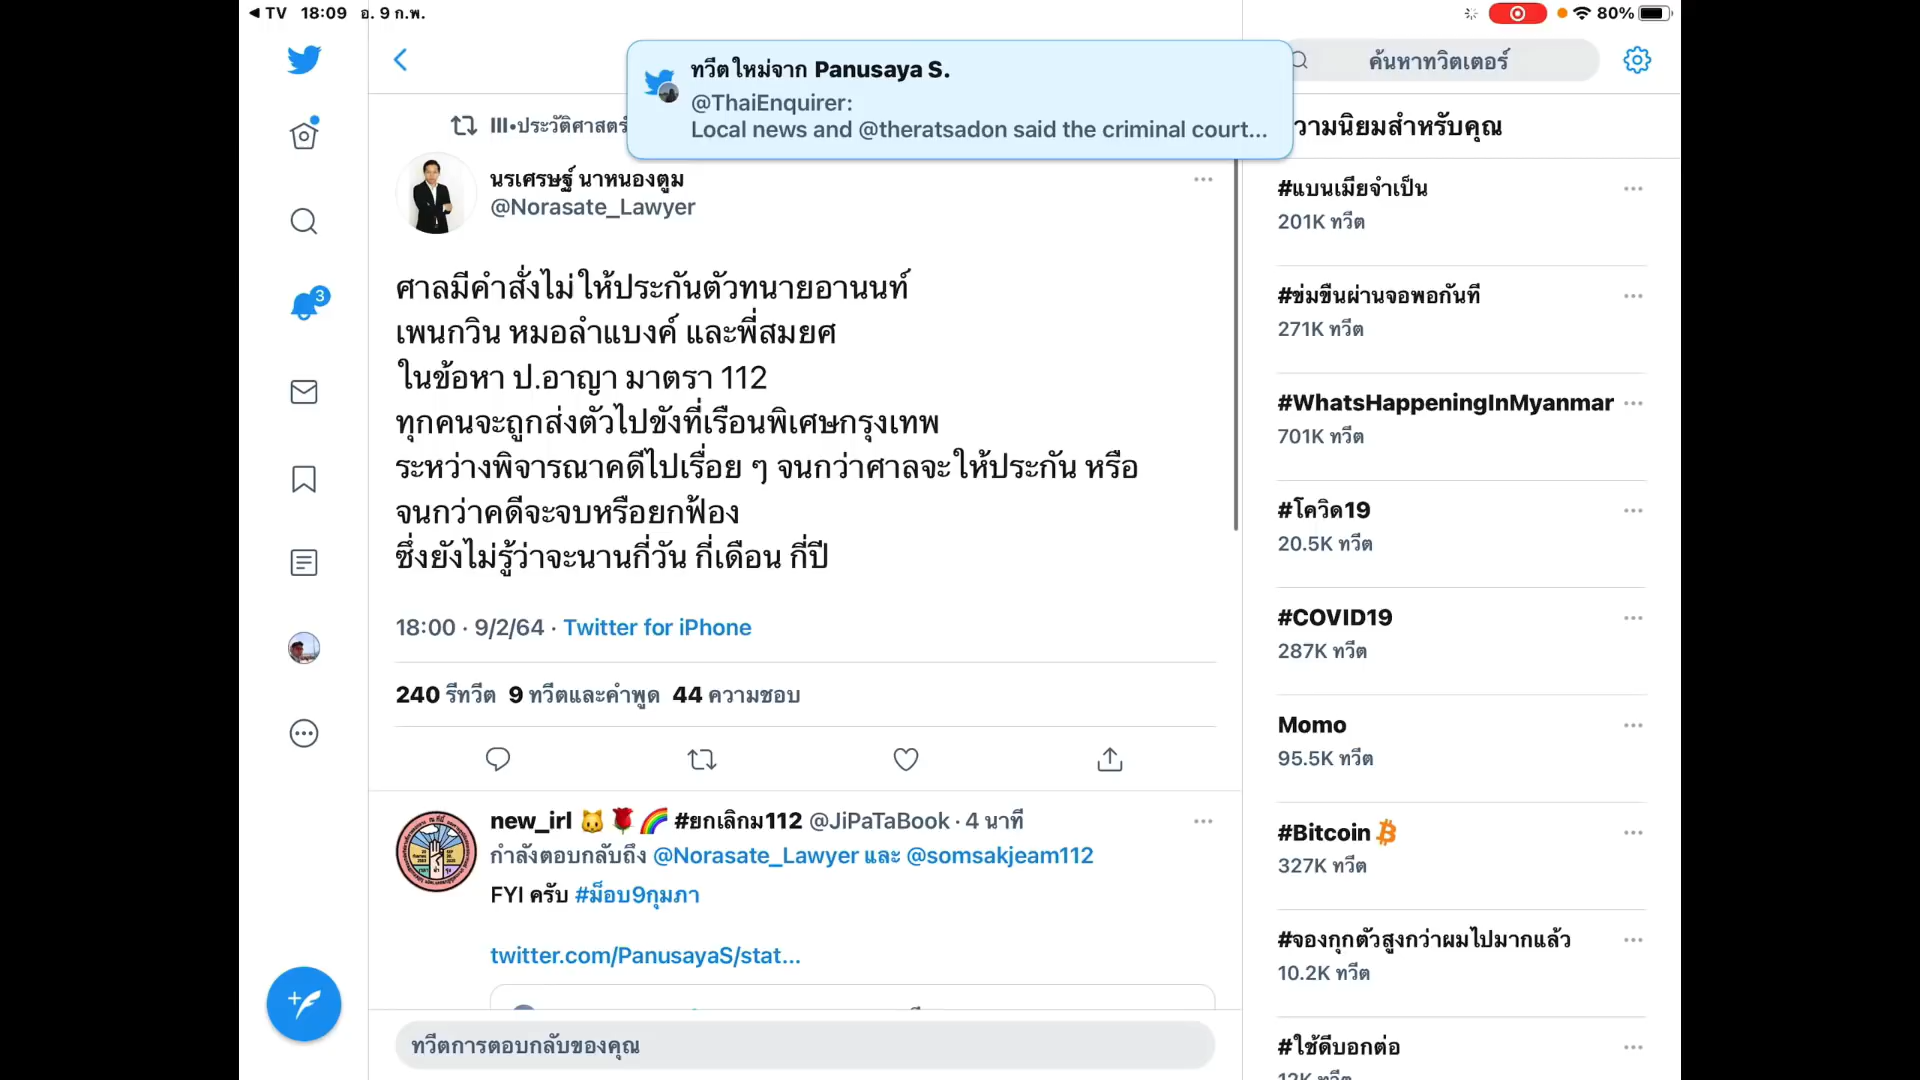 TV 18:09 อ. 9 ก.พ.
80%
ทวีตใหม่จาก Panusaya S.
@ThaiEnquirer:
Local news and @theratsadon said the criminal court...
ค้นหาทวิตเตอร์
III•ประวัติศาสตร์
นรเศรษฐ์ นาหนองตูม
@Norasate_Lawyer
ศาลมีคำสั่งไม่ให้ประกันตัวทนายอานนท์
เพนกวิน หมอลำแบงค์ และพี่สมยศ
ในข้อหา ป.อาญา มาตรา 112
ทุกคนจะถูกส่งตัวไปขังที่เรือนพิเศษกรุงเทพ
ระหว่างพิจารณาคดีไปเรื่อย ๆ จนกว่าศาลจะให้ประกัน หรือ
จนกว่าคดีจะจบหรือยกฟ้อง
ซึ่งยังไม่รู้ว่าจะนานกี่วัน กี่เดือน กี่ปี
18:00 · 9/2/64 · Twitter for iPhone
240 รีทวีต 9 ทวีตและคำพูด 44 ความชอบ
new_irl 🐱🌹🌈 #ยกเลิกม112 @JiPaTaBook · 4 นาที
กำลังตอบกลับถึง @Norasate_Lawyer และ @somsakjeam112
FYI ครับ #ม็อบ9กุมภา
twitter.com/PanusayaS/stat...
ทวีตการตอบกลับของคุณ
3
วามนิยมสำหรับคุณ
#แบนเมียจำเป็น
201K ทวีต
#ข่มขืนผ่านจอพอกันที
271K ทวีต
#WhatsHappeningInMyanmar
701K ทวีต
#โควิด19
20.5K ทวีต
#COVID19
287K ทวีต
Momo
95.5K ทวีต
#Bitcoin
327K ทวีต
#จองกุกตัวสูงกว่าผมไปมากแล้ว
10.2K ทวีต
#ใช้ดีบอกต่อ
12K ทวีต